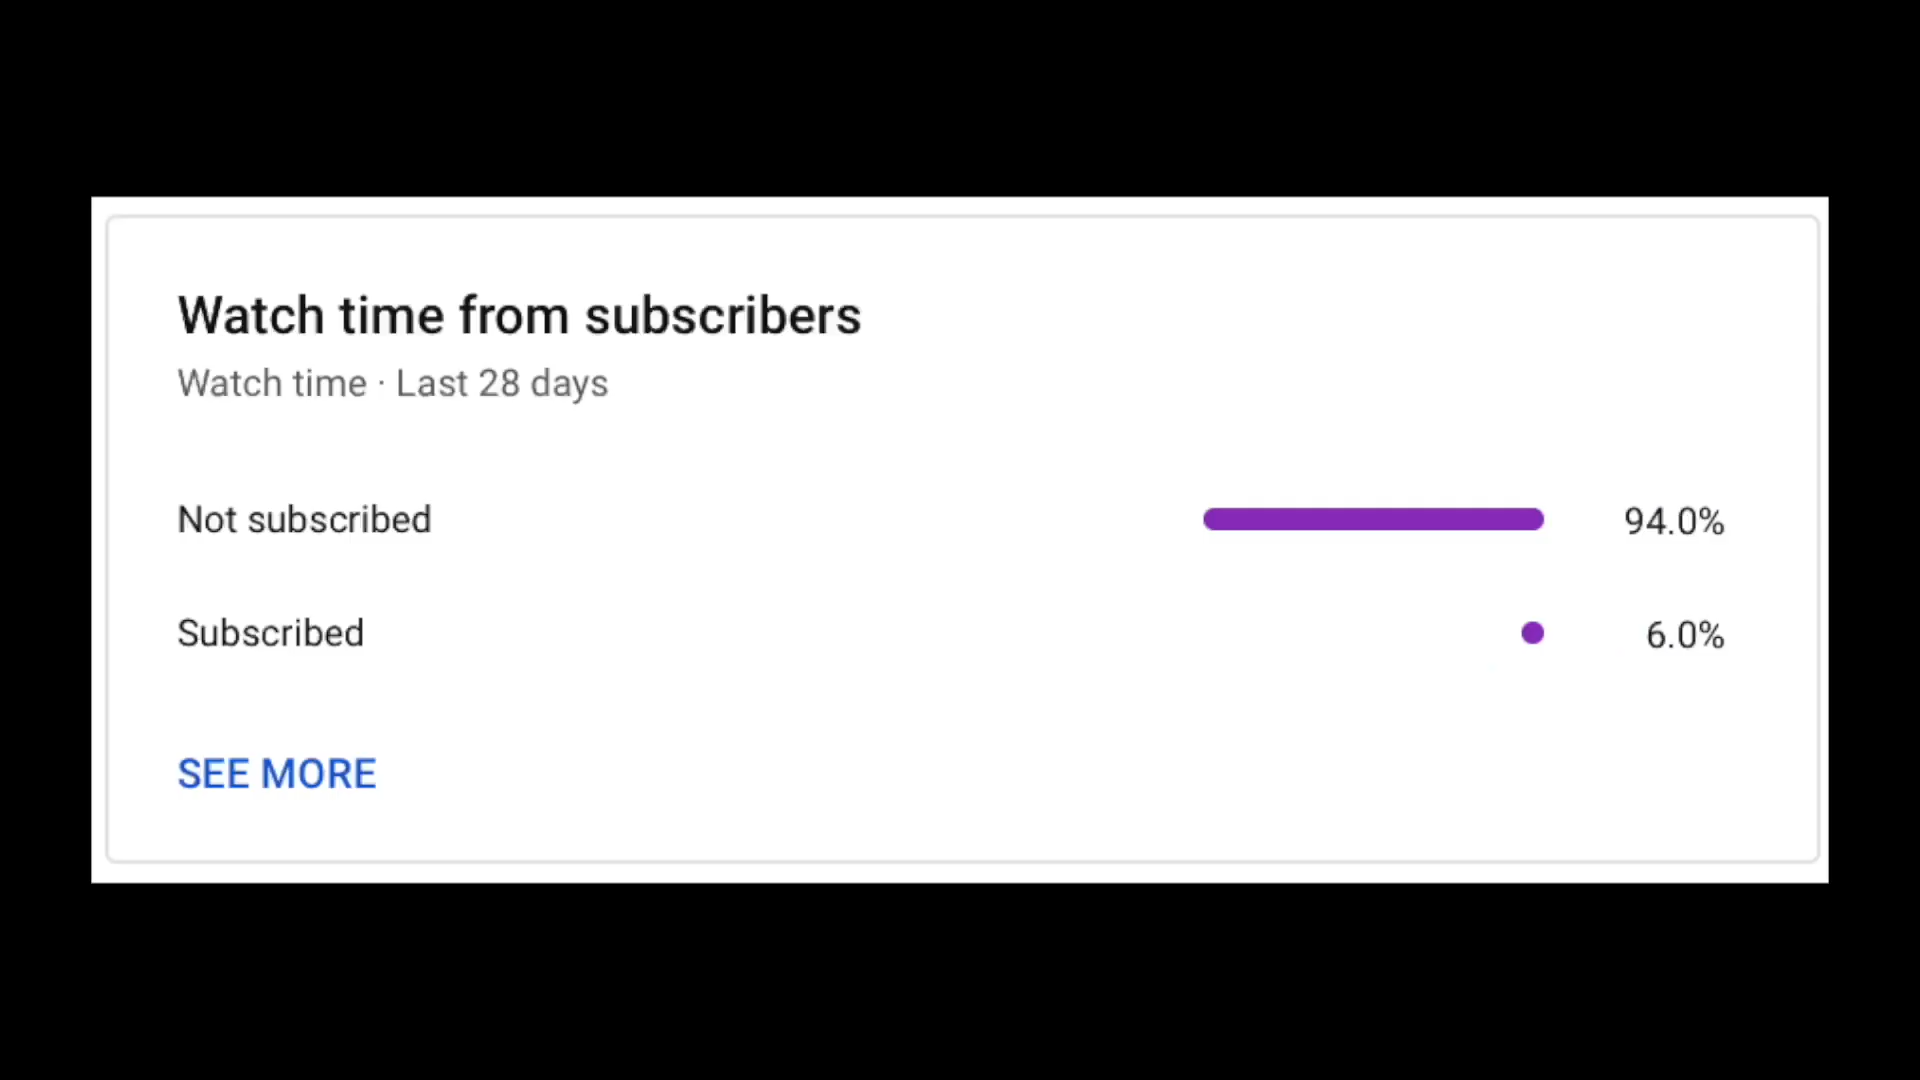 Watch time from subscribers
Watch time · Last 28 days
Not subscribed 94.0%
Subscribed 6.0%
SEE MORE